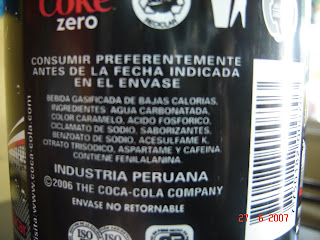 Coke
zero
RECICLAR
CONSUMIR PREFERENTEMENTE
ANTES DE LA FECHA INDICADA
EN EL ENVASE
BEBIDA GASIFICADA DE BAJAS CALORIAS.
INGREDIENTES: AGUA CARBONATADA,
COLOR CARAMELO, ACIDO FOSFORICO,
CICLAMATO DE SODIO, SABORIZANTES,
BENZOATO DE SODIO, ACESULFAME K,
CITRATO TRISODICO, ASPARTAME Y CAFEINA
CONTIENE FENILALANINA
INDUSTRIA PERUANA
©2006 THE COCA-COLA COMPANY
ENVASE NO RETORNABLE
www.coca-cola.com
ISO
ISO
27 6 2007